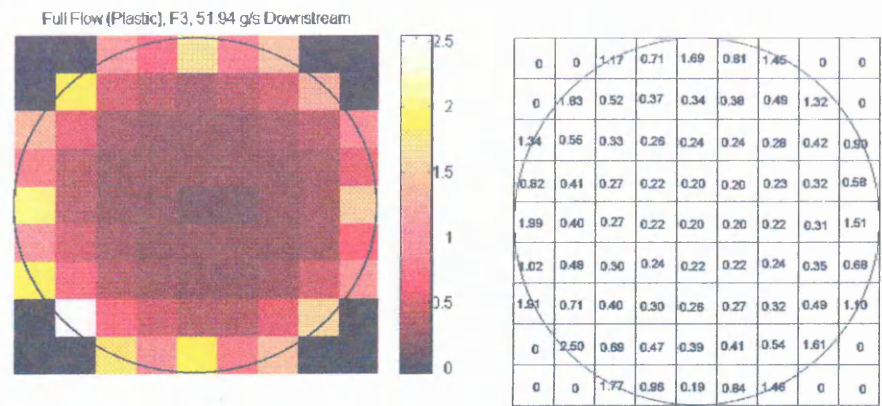 Full Flow (Plastic), F3, 51.94 g/s Downstream
2.5
2
1.5
1
0.5
0
0 0 1.17 0.71 1.69 0.81 1.45 0 0
0 1.83 0.52 0.37 0.34 0.38 0.49 1.32 0
1.34 0.55 0.33 0.26 0.24 0.24 0.28 0.42 0.90
0.82 0.41 0.27 0.22 0.20 0.20 0.23 0.32 0.58
1.99 0.40 0.27 0.22 0.20 0.20 0.22 0.31 1.51
1.02 0.48 0.30 0.24 0.22 0.22 0.24 0.35 0.68
1.91 0.71 0.40 0.30 0.26 0.27 0.32 0.49 1.10
0 2.50 0.69 0.47 0.39 0.41 0.54 1.61 0
0 0 1.77 0.96 0.19 0.84 1.46 0 0